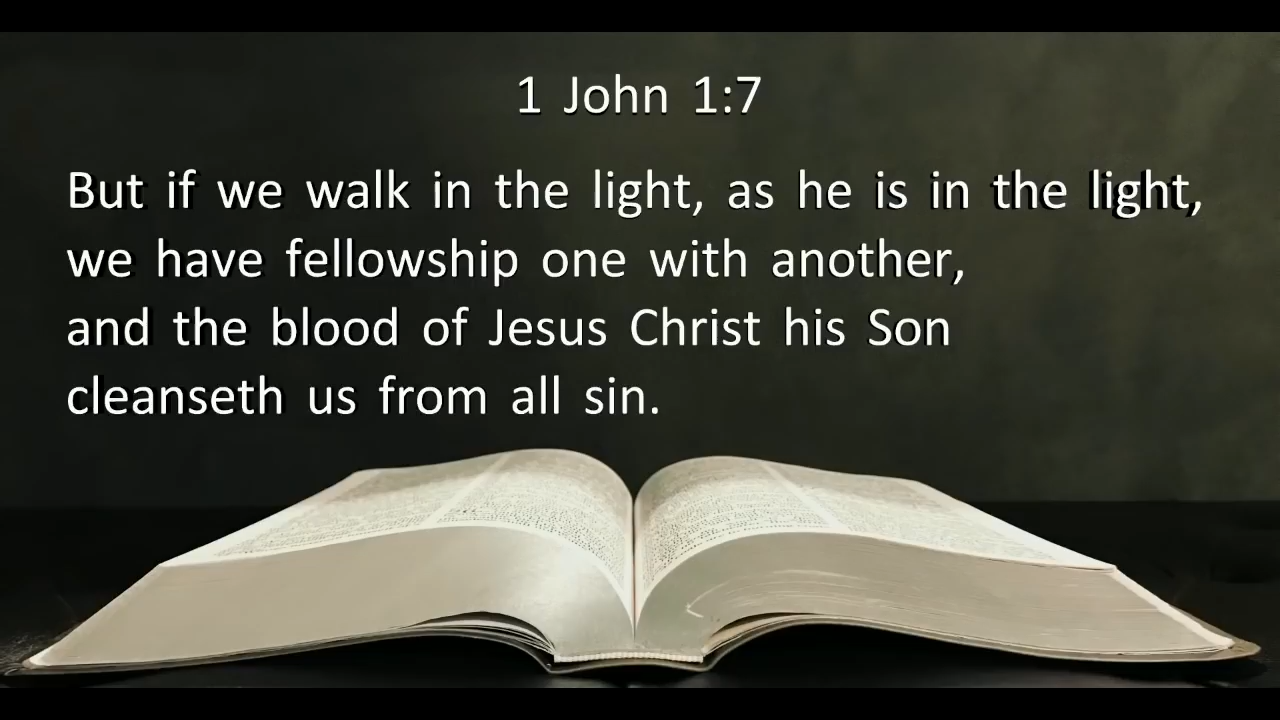 1 John 1:7
But if we walk in the light, as he is in the light,
we have fellowship one with another,
and the blood of Jesus Christ his Son
cleanseth us from all sin.